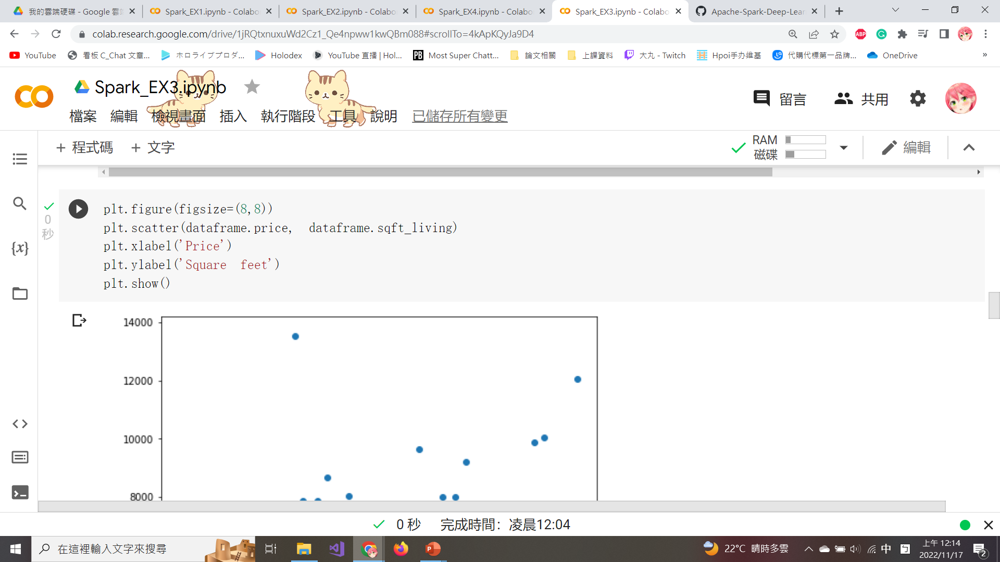 我的雲端硬碟 - Google 雲端
Spark_EX1.ipynb - Colabo
Spark_EX2.ipynb - Colabo
Spark_EX4.ipynb - Colabo
Spark_EX3.ipynb - Colabo
Apache-Spark-Deep-Lear
colab.research.google.com/drive/1jRQtxnuxuWd2Cz1_Qe4npww1kwQBm088#scrollTo=4kApKQyJa9D4
ABP
YouTube
看板 C_Chat 文章...
ホロライブプロダ...
Holodex
YouTube 直播 | Hol...
PB
Most Super Chatt...
論文相關
上課資料
大丸 - Twitch
Hpoi手办维基
代購代標第一品牌...
OneDrive
»
Spark_EX3.ipynb
留言
共用
檔案 編輯 檢視畫面 插入 執行階段 工具 說明 已儲存所有變更
+ 程式碼 + 文字
RAM
磁碟
編輯
0
秒
{x}
plt.figure(figsize=(8,8))
plt.scatter(dataframe.price, dataframe.sqft_living)
plt.xlabel('Price')
plt.ylabel('Square feet')
plt.show()
14000
12000
10000
8000
0 秒 完成時間：凌晨12:04
在這裡輸入文字來搜尋
22°C 晴時多雲
中
上午 12:14
2022/11/17
2